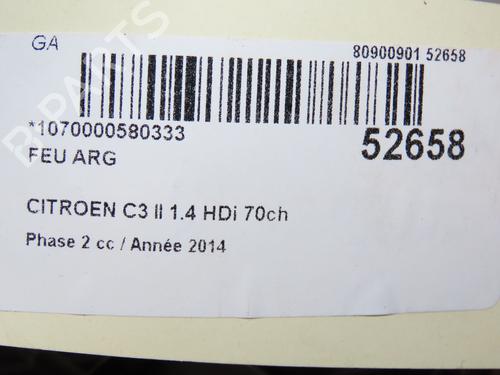 GA
80900901 52658
*1070000580333
52658
FEU ARG
CITROEN C3 II 1.4 HDi 70ch
Phase 2 cc / Année 2014